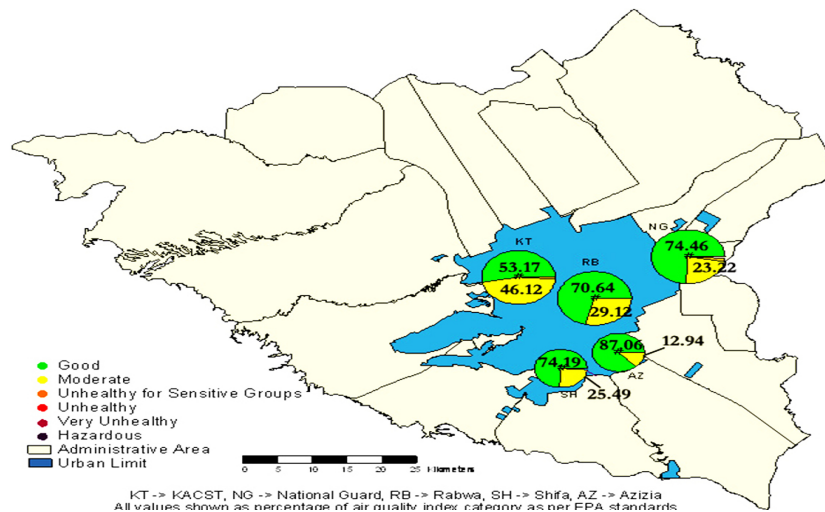 NG
KT
74.46
RB
53.17
23.22
46.12
70.64
29.12
87.06
12.94
74.19
AZ
25.49
SH
Good
Moderate
Unhealthy for Sensitive Groups
Unhealthy
Very Unhealthy
Hazardous
Administrative Area
Urban Limit
0 5 10 15 20 25 Kilometers
KT -> KACST, NG -> National Guard, RB -> Rabwa, SH -> Shifa, AZ -> Azizia
All values shown as percentage of air quality index category as per EPA standards